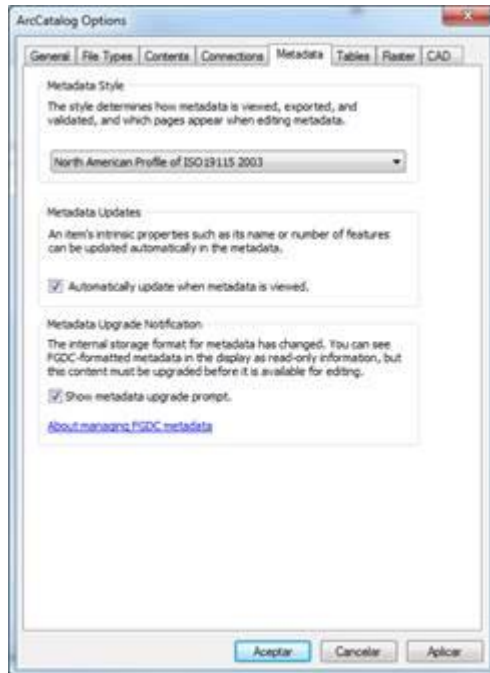 ArcCatalog Options
General File Types Contents Connections Metadata Tables Raster CAD
Metadata Style
The style determines how metadata is viewed, exported, and
validated, and which pages appear when editing metadata.
North American Profile of ISO19115 2003
Metadata Updates
An item's intrinsic properties such as its name or number of features
can be updated automatically in the metadata.
Automatically update when metadata is viewed.
Metadata Upgrade Notification
The internal storage format for metadata has changed. You can see
FGDC-formatted metadata in the display as read-only information, but
this content must be upgraded before it is available for editing.
Show metadata upgrade prompt.
About managing FGDC metadata
Aceptar Cancelar Aplicar